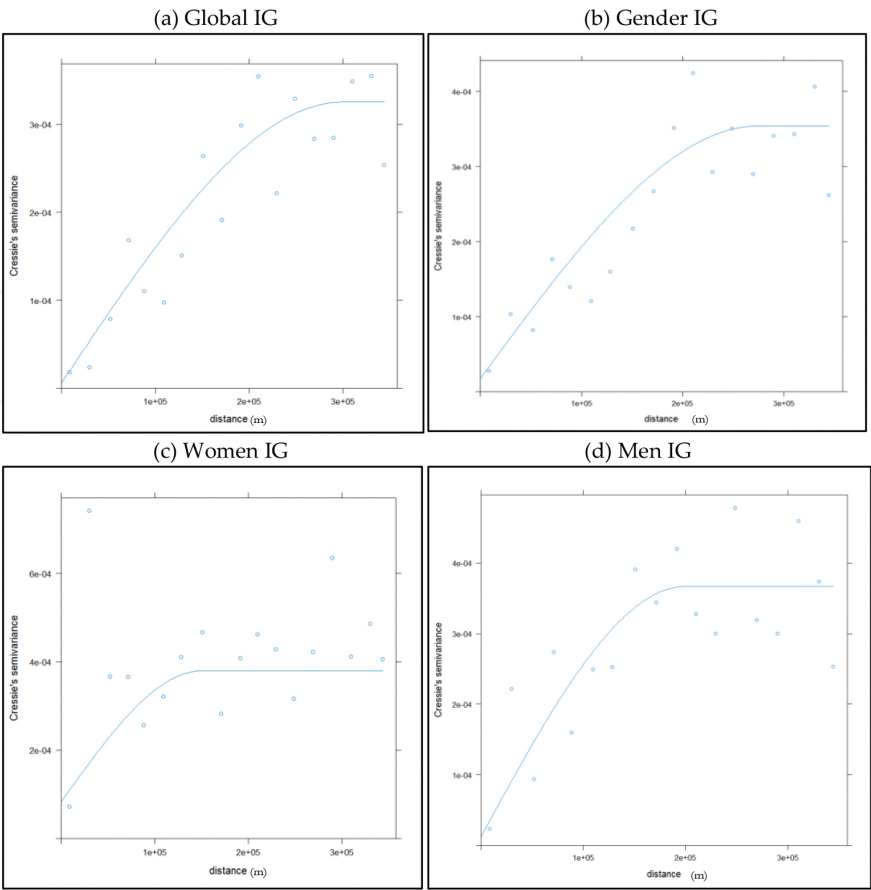 (a) Global IG
(b) Gender IG
Cressie's semivariance
3e-04
2e-04
1e-04
1e+05
2e+05
3e+05
distance (m)
Cressie's semivariance
4e-04
3e-04
2e-04
1e-04
1e+05
2e+05
3e+05
distance (m)
(c) Women IG
(d) Men IG
Cressie's semivariance
6e-04
4e-04
2e-04
1e+05
2e+05
3e+05
distance (m)
Cressie's semivariance
4e-04
3e-04
2e-04
1e-04
1e+05
2e+05
3e+05
distance (m)